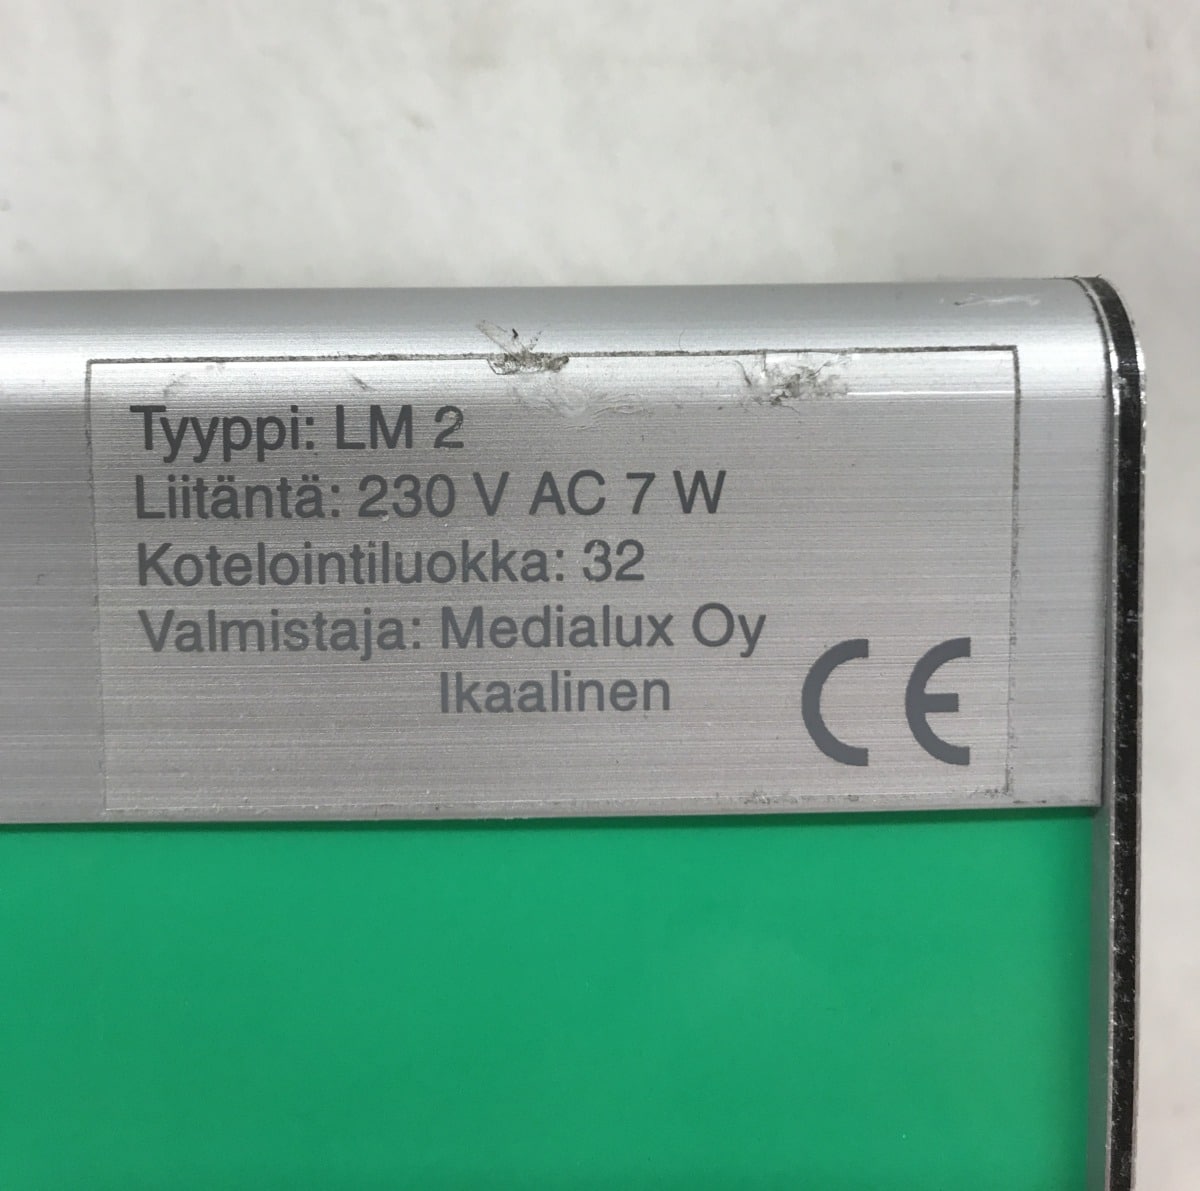 Tyyppi: LM 2
Liitäntä: 230 V AC 7 W
Kotelointiluokka: 32
Valmistaja: Medialux Oy
Ikaalinen
CE